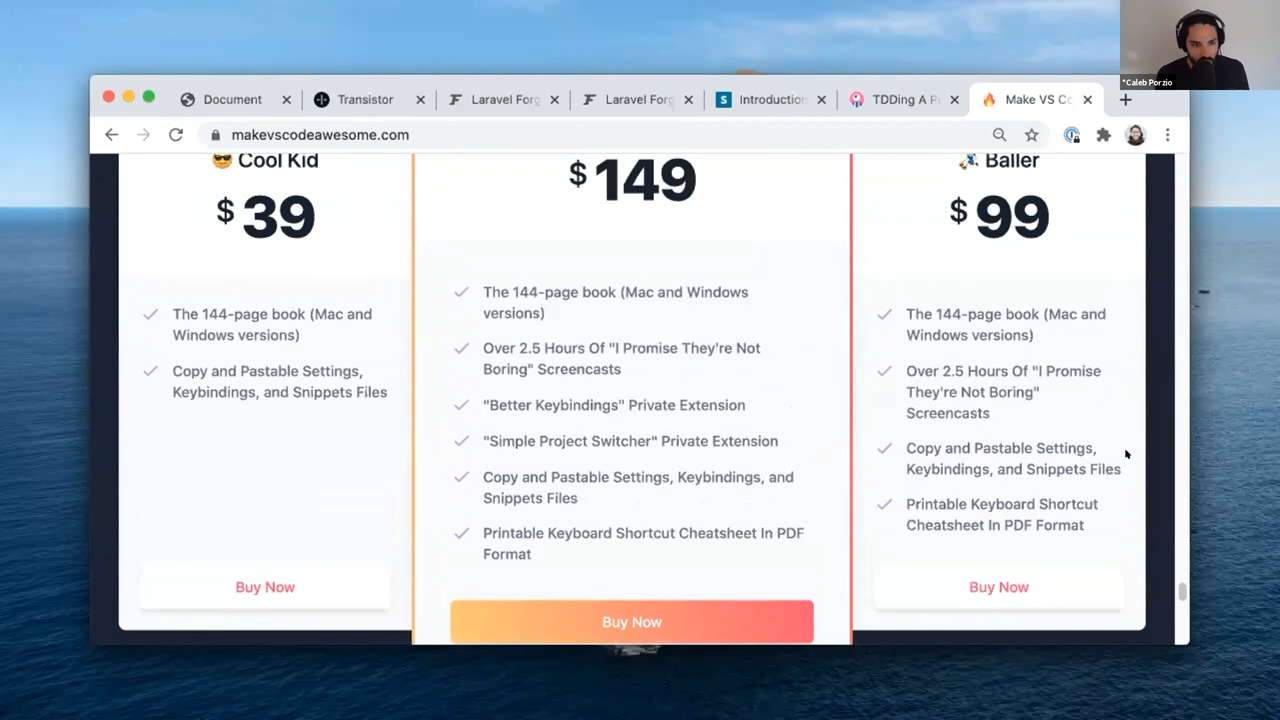 *Caleb Porzio
Document
Transistor
Laravel Forg
Laravel Forg
Introduction
TDDing A Pr
Make VS Co
makevscodeawesome.com
Cool Kid
$ 39
The 144-page book (Mac and
Windows versions)
Copy and Pastable Settings,
Keybindings, and Snippets Files
Buy Now
$ 149
The 144-page book (Mac and Windows
versions)
Over 2.5 Hours Of "I Promise They're Not
Boring" Screencasts
"Better Keybindings" Private Extension
"Simple Project Switcher" Private Extension
Copy and Pastable Settings, Keybindings, and
Snippets Files
Printable Keyboard Shortcut Cheatsheet In PDF
Format
Buy Now
Baller
$ 99
The 144-page book (Mac and
Windows versions)
Over 2.5 Hours Of "I Promise
They're Not Boring"
Screencasts
Copy and Pastable Settings,
Keybindings, and Snippets Files
Printable Keyboard Shortcut
Cheatsheet In PDF Format
Buy Now